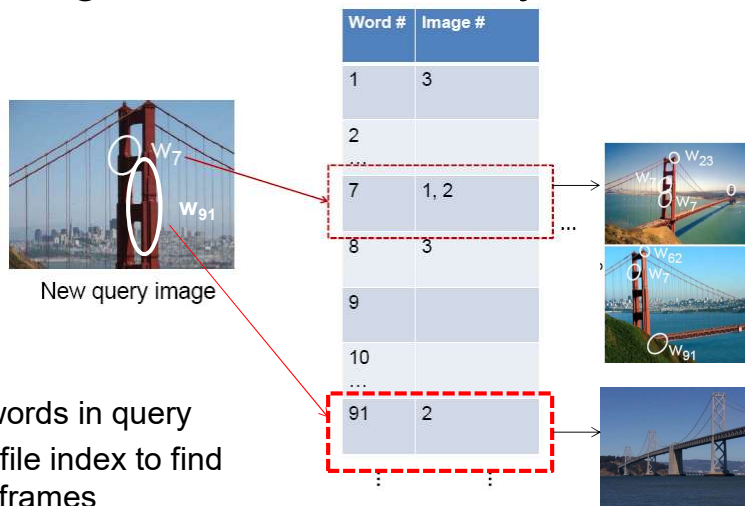 Word # Image #
1 3
2
...
7 1, 2
8 3
9
10
...
91 2
⋮ ⋮
w7
w91
New query image
...
w23
w7
w7
w62
w7
w91
words in query
file index to find
frames